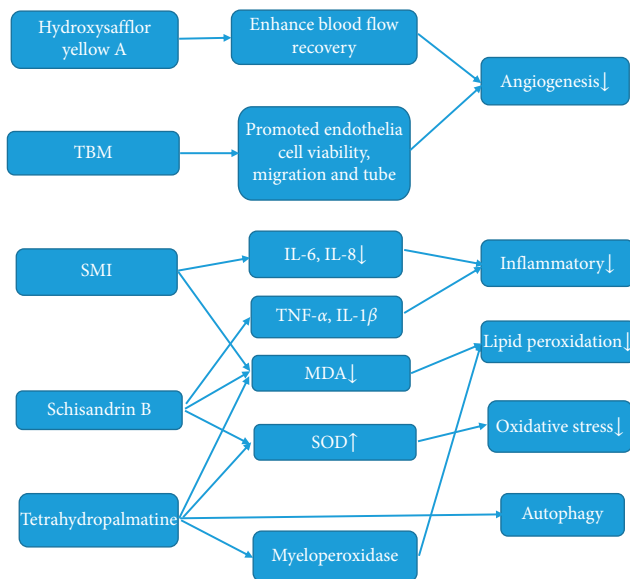 Hydroxysafflor
yellow A
Enhance blood flow
recovery
Angiogenesis↓
TBM
Promoted endothelia
cell viability,
migration and tube
SMI
IL-6, IL-8↓
Inflammatory↓
TNF-α, IL-1β
Lipid peroxidation↓
MDA↓
Schisandrin B
SOD↑
Oxidative stress↓
Tetrahydropalmatine
Autophagy
Myeloperoxidase